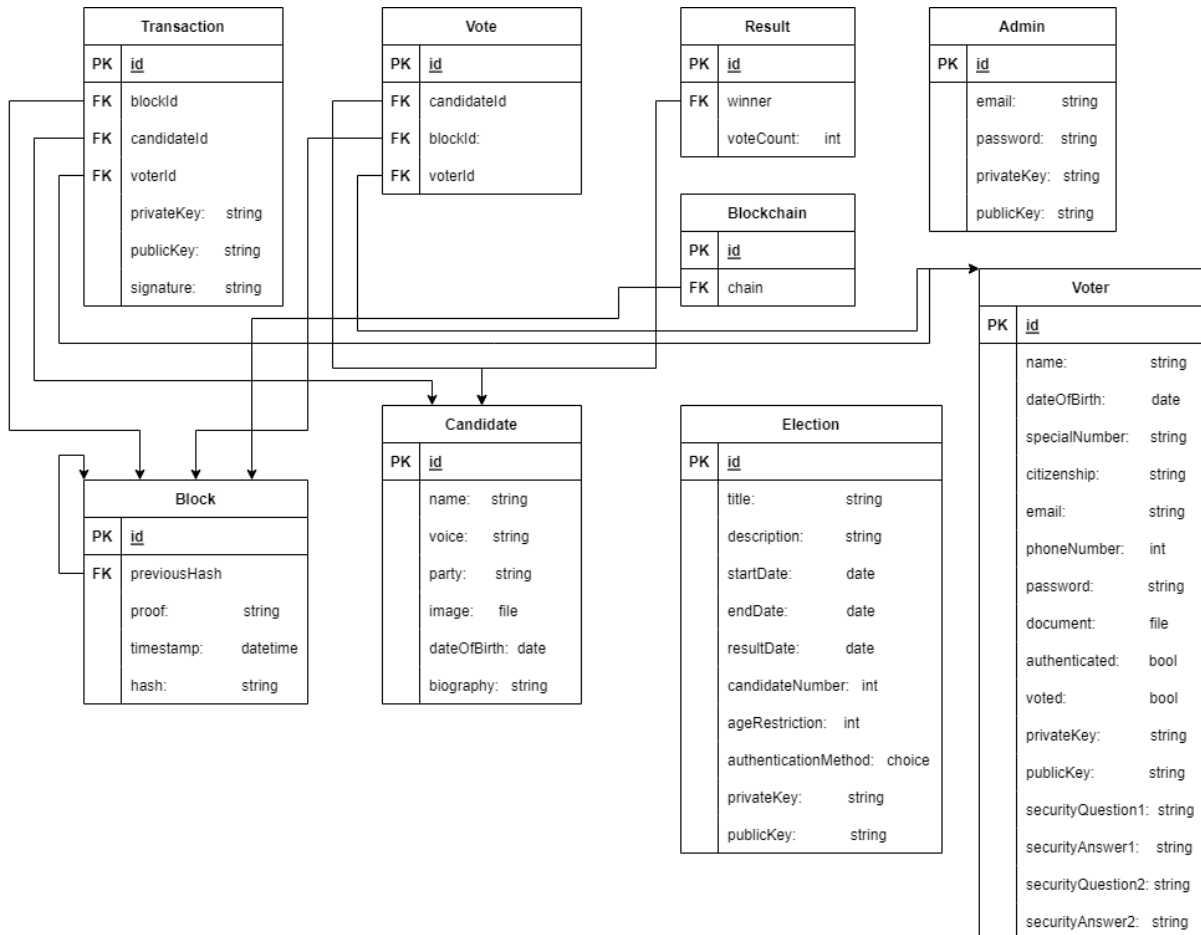 Transaction
PK id
FK blockId
FK candidateId
FK voterId
privateKey: string
publicKey: string
signature: string
Vote
PK id
FK candidateId
FK blockId:
FK voterId
Result
PK id
FK winner
voteCount: int
Admin
PK id
email: string
password: string
privateKey: string
publicKey: string
Blockchain
PK id
FK chain
Voter
PK id
name: string
dateOfBirth: date
specialNumber: string
citizenship: string
email: string
phoneNumber: int
password: string
document: file
authenticated: bool
voted: bool
privateKey: string
publicKey: string
securityQuestion1: string
securityAnswer1: string
securityQuestion2: string
securityAnswer2: string
Block
PK id
FK previousHash
proof: string
timestamp: datetime
hash: string
Candidate
PK id
name: string
voice: string
party: string
image: file
dateOfBirth: date
biography: string
Election
PK id
title: string
description: string
startDate: date
endDate: date
resultDate: date
candidateNumber: int
ageRestriction: int
authenticationMethod: choice
privateKey: string
publicKey: string